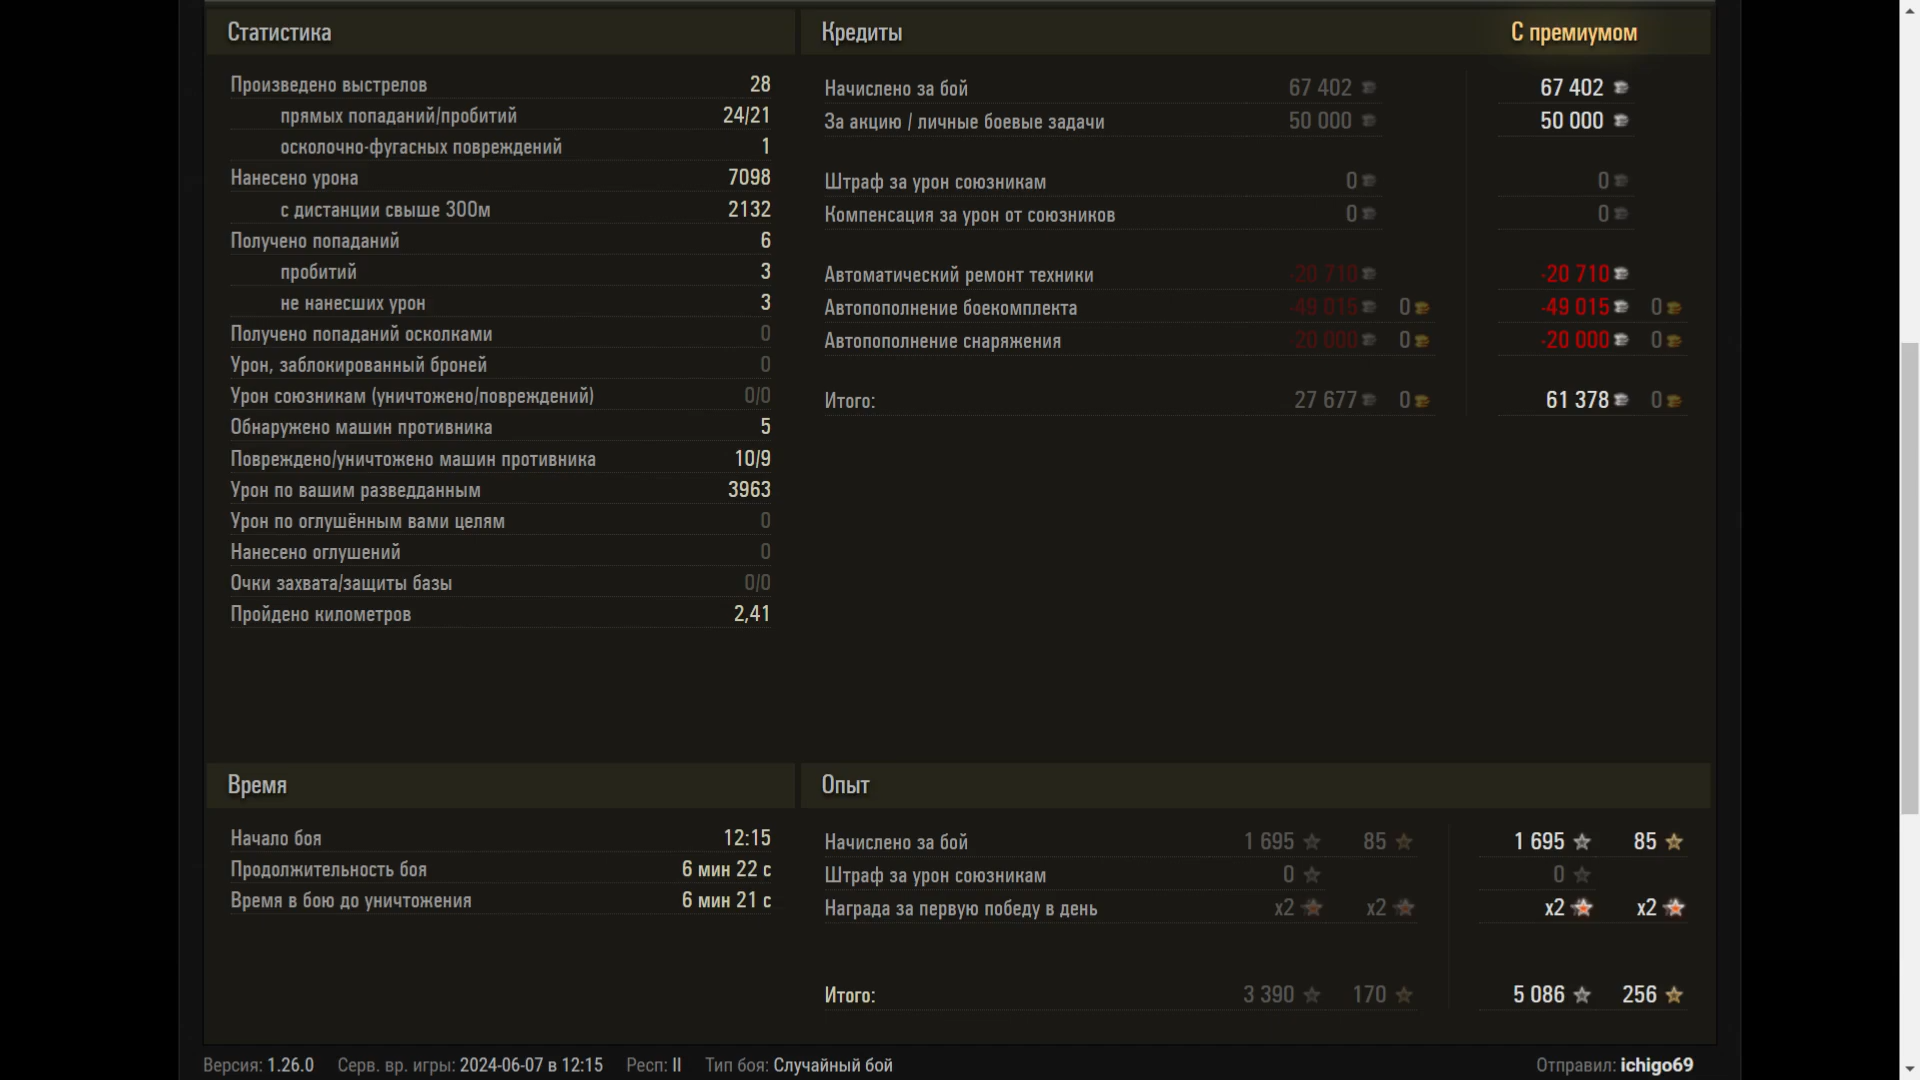 Статистика
Произведено выстрелов 28
прямых попаданий/пробитий 24/21
осколочно-фугасных повреждений 1
Нанесено урона 7098
с дистанции свыше 300м 2132
Получено попаданий 6
пробитий 3
не нанесших урон 3
Получено попаданий осколками 0
Урон, заблокированный броней 0
Урон союзникам (уничтожено/повреждений) 0/0
Обнаружено машин противника 5
Повреждено/уничтожено машин противника 10/9
Урон по вашим разведданным 3963
Урон по оглушённым вами целям 0
Нанесено оглушений 0
Очки захвата/защиты базы 0/0
Пройдено километров 2,41
Кредиты С премиумом
Начислено за бой 67 402 67 402
За акцию / личные боевые задачи 50 000 50 000
Штраф за урон союзникам 0 0
Компенсация за урон от союзников 0 0
Автоматический ремонт техники -20 710 -20 710
Автопополнение боекомплекта -49 015 0 -49 015 0
Автопополнение снаряжения -20 000 0 -20 000 0
Итого: 27 677 0 61 378 0
Время
Начало боя 12:15
Продолжительность боя 6 мин 22 с
Время в бою до уничтожения 6 мин 21 с
Опыт
Начислено за бой 1 695 85 1 695 85
Штраф за урон союзникам 0 0
Награда за первую победу в день x2 x2 x2 x2
Итого: 3 390 170 5 086 256
Версия: 1.26.0 Серв. вр. игры: 2024-06-07 в 12:15 Респ: II Тип боя: Случайный бой Отправил: ichigo69